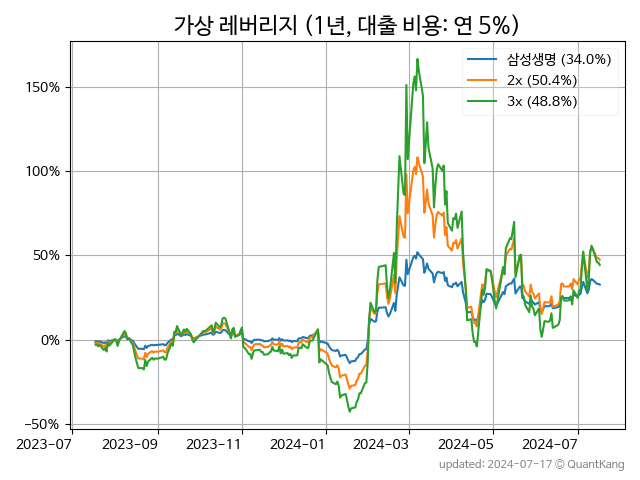 가상 레버리지 (1년, 대출 비용: 연 5%)
삼성생명 (34.0%)
2x (50.4%)
3x (48.8%)
150%
100%
50%
0%
−50%
2023-07 2023-09 2023-11 2024-01 2024-03 2024-05 2024-07
updated: 2024-07-17 © QuantKang